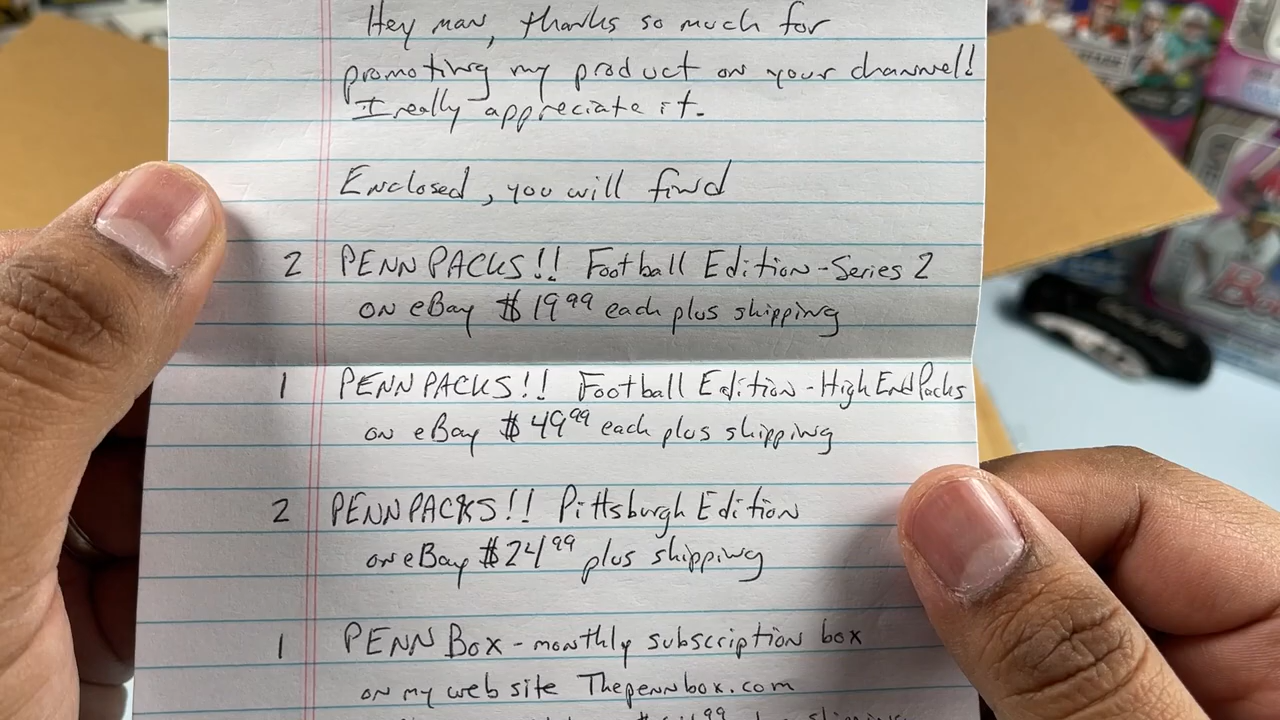 Hey man, thanks so much for
promoting my product on your channel!
I really appreciate it.
Enclosed, you will find
2 PENN PACKS!! Football Edition - Series 2
on eBay $19.99 each plus shipping
1 PENN PACKS!! Football Edition - High End Packs
on eBay $49.99 each plus shipping
2 PENN PACKS!! Pittsburgh Edition
on eBay $24.99 plus shipping
1 PENN BOX - monthly subscription box
on my web site Thepennbox.com